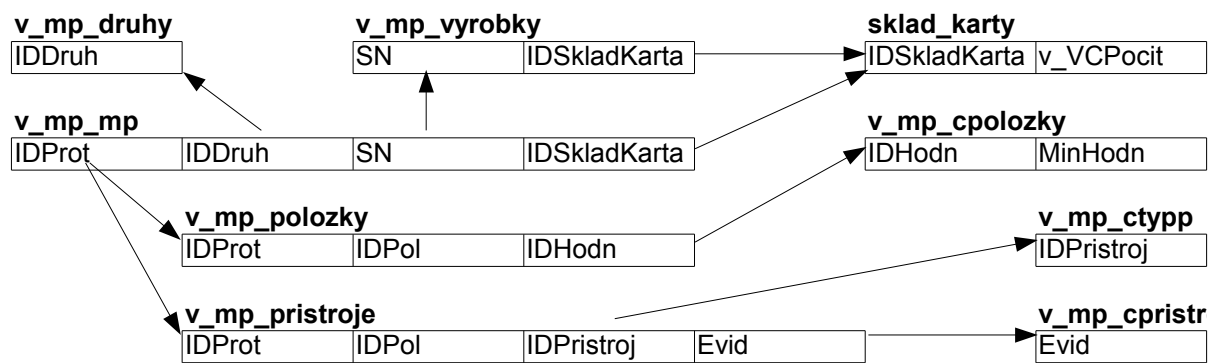 v_mp_druhy v_mp_vyrobky sklad_karty
IDDruh SN IDSkladKarta IDSkladKarta v_VCPocit
v_mp_mp v_mp_cpolozky
IDProt IDDruh SN IDSkladKarta IDHodn MinHodn
v_mp_polozky v_mp_ctypp
IDProt IDPol IDHodn IDPristroj
v_mp_pristroje v_mp_cpristr
IDProt IDPol IDPristroj Evid Evid